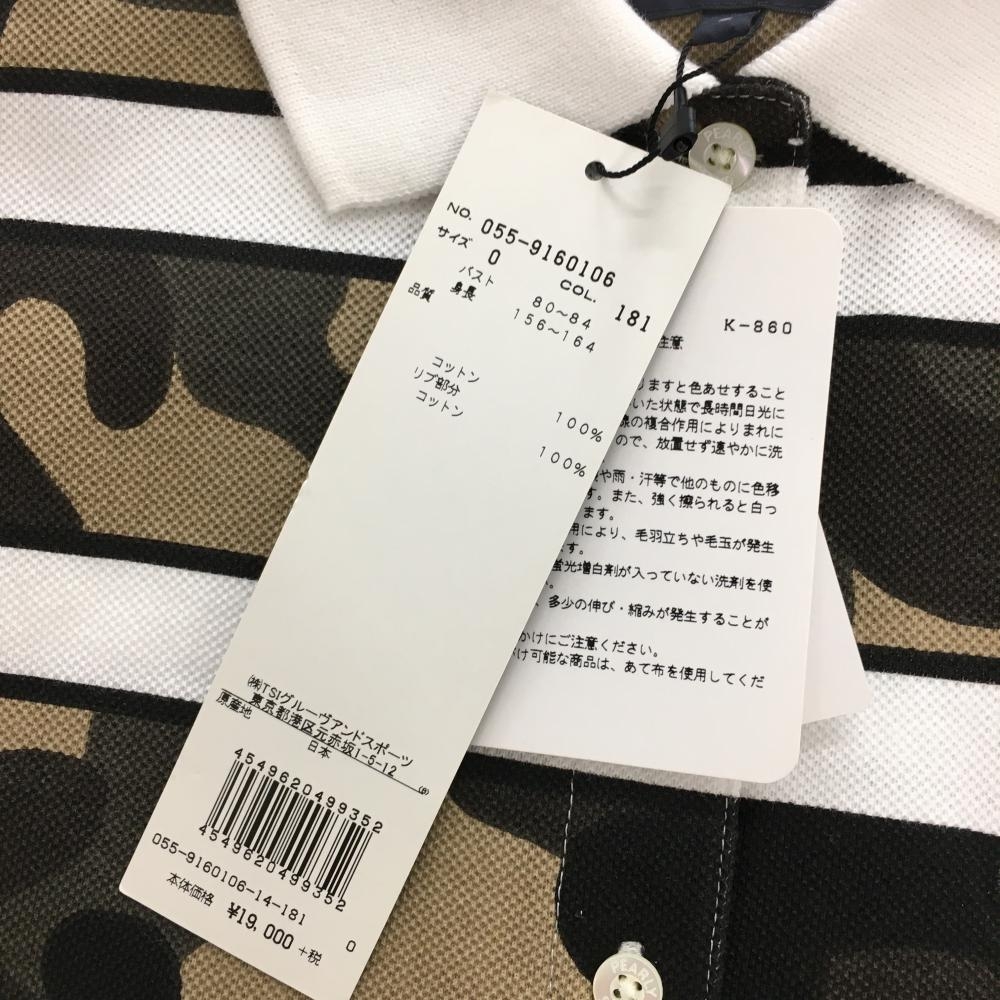 NO. 055-9160106
サイズ 0 COL. 181
バスト 80～84
身長 156～164
品質
コットン 100%
リブ部分
コットン 100%
㈱TSIグルーヴアンドスポーツ
東京都港区元赤坂1-5-12
原産地 日本
4549620499352
4549620499352
055-9160106-14-181 0
本体価格 ¥19,000 +税
K-860
注意
りますと色あせすること
いた状態で長時間日光に
線の複合作用によりまれに
ので、放置せず速やかに洗
や雨・汗等で他のものに色移
す。また、強く擦られると白っ
ます。
用により、毛羽立ちや毛玉が発生
ます。
蛍光増白剤が入っていない洗剤を使
、多少の伸び・縮みが発生することが
かけにご注意ください。
け可能な商品は、あて布を使用してくだ
PEARLY
PEARLY